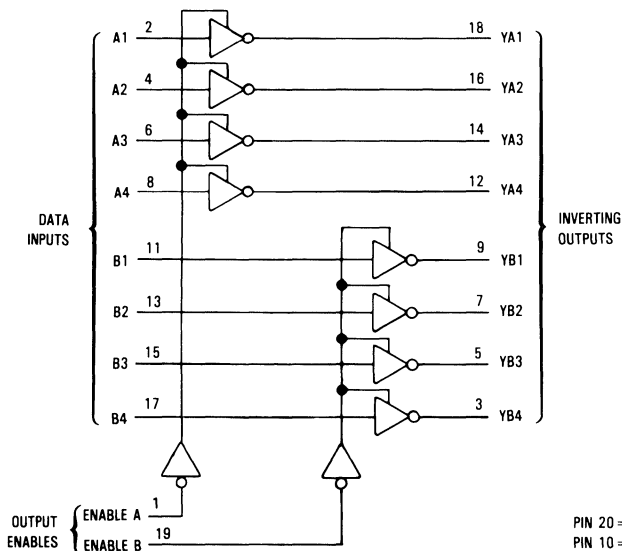 A1 2 18 YA1
A2 4 16 YA2
A3 6 14 YA3
A4 8 12 YA4
DATA
INPUTS
INVERTING
OUTPUTS
B1 11 9 YB1
B2 13 7 YB2
B3 15 5 YB3
B4 17 3 YB4
OUTPUT
ENABLES
ENABLE A 1
ENABLE B 19
PIN 20 =
PIN 10 =